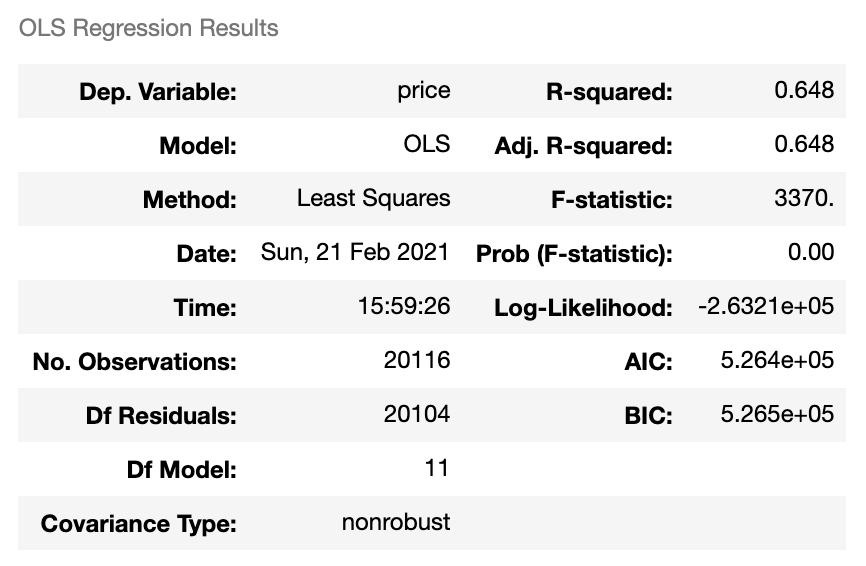 OLS Regression Results
Dep. Variable: price R-squared: 0.648
Model: OLS Adj. R-squared: 0.648
Method: Least Squares F-statistic: 3370.
Date: Sun, 21 Feb 2021 Prob (F-statistic): 0.00
Time: 15:59:26 Log-Likelihood: -2.6321e+05
No. Observations: 20116 AIC: 5.264e+05
Df Residuals: 20104 BIC: 5.265e+05
Df Model: 11
Covariance Type: nonrobust